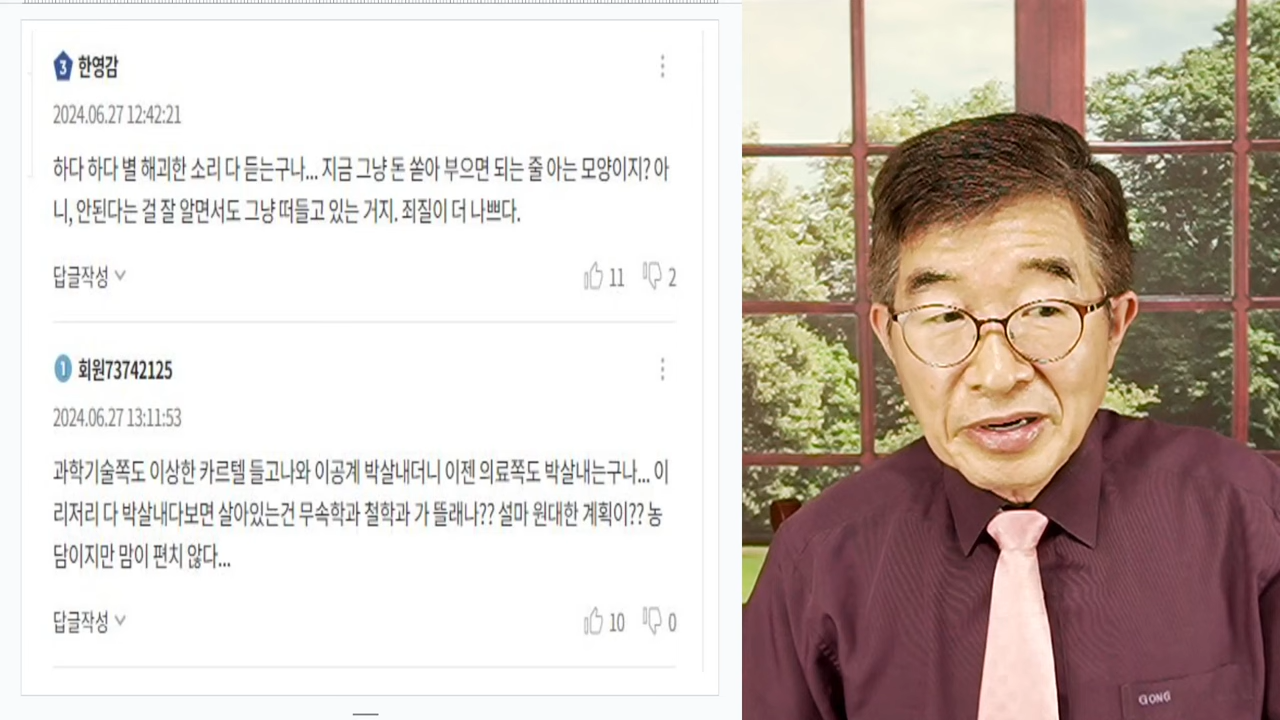 3 한영감
2024.06.27 12:42:21
하다 하다 별 해괴한 소리 다 듣는구나... 지금 그냥 돈 쏟아 부으면 되는 줄 아는 모양이지? 아
니, 안된다는 걸 잘 알면서도 그냥 떠들고 있는 거지. 죄질이 더 나쁘다.
답글작성 11 2
1 회원73742125
2024.06.27 13:11:53
과학기술쪽도 이상한 카르텔 들고나와 이공계 박살내더니 이젠 의료쪽도 박살내는구나... 이
리저리 다 박살내다보면 살아있는건 무속학과 철학과 가 뜰래나?? 설마 원대한 계획이?? 농
담이지만 맘이 편치 않다...
답글작성 10 0
GONG